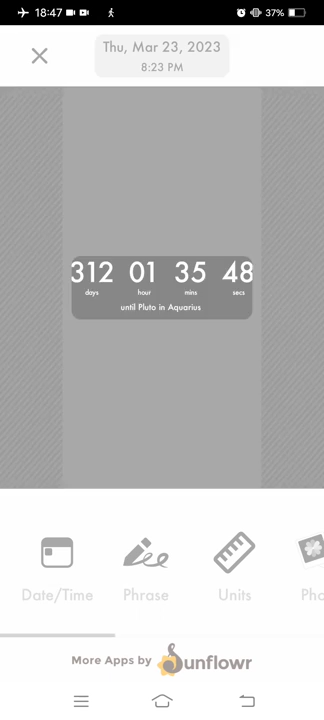 18:47
37%
Thu, Mar 23, 2023
8:23 PM
312 01 35 48
days hour mins secs
until Pluto in Aquarius
Date/Time Phrase Units Pho
More Apps by Sunflowr